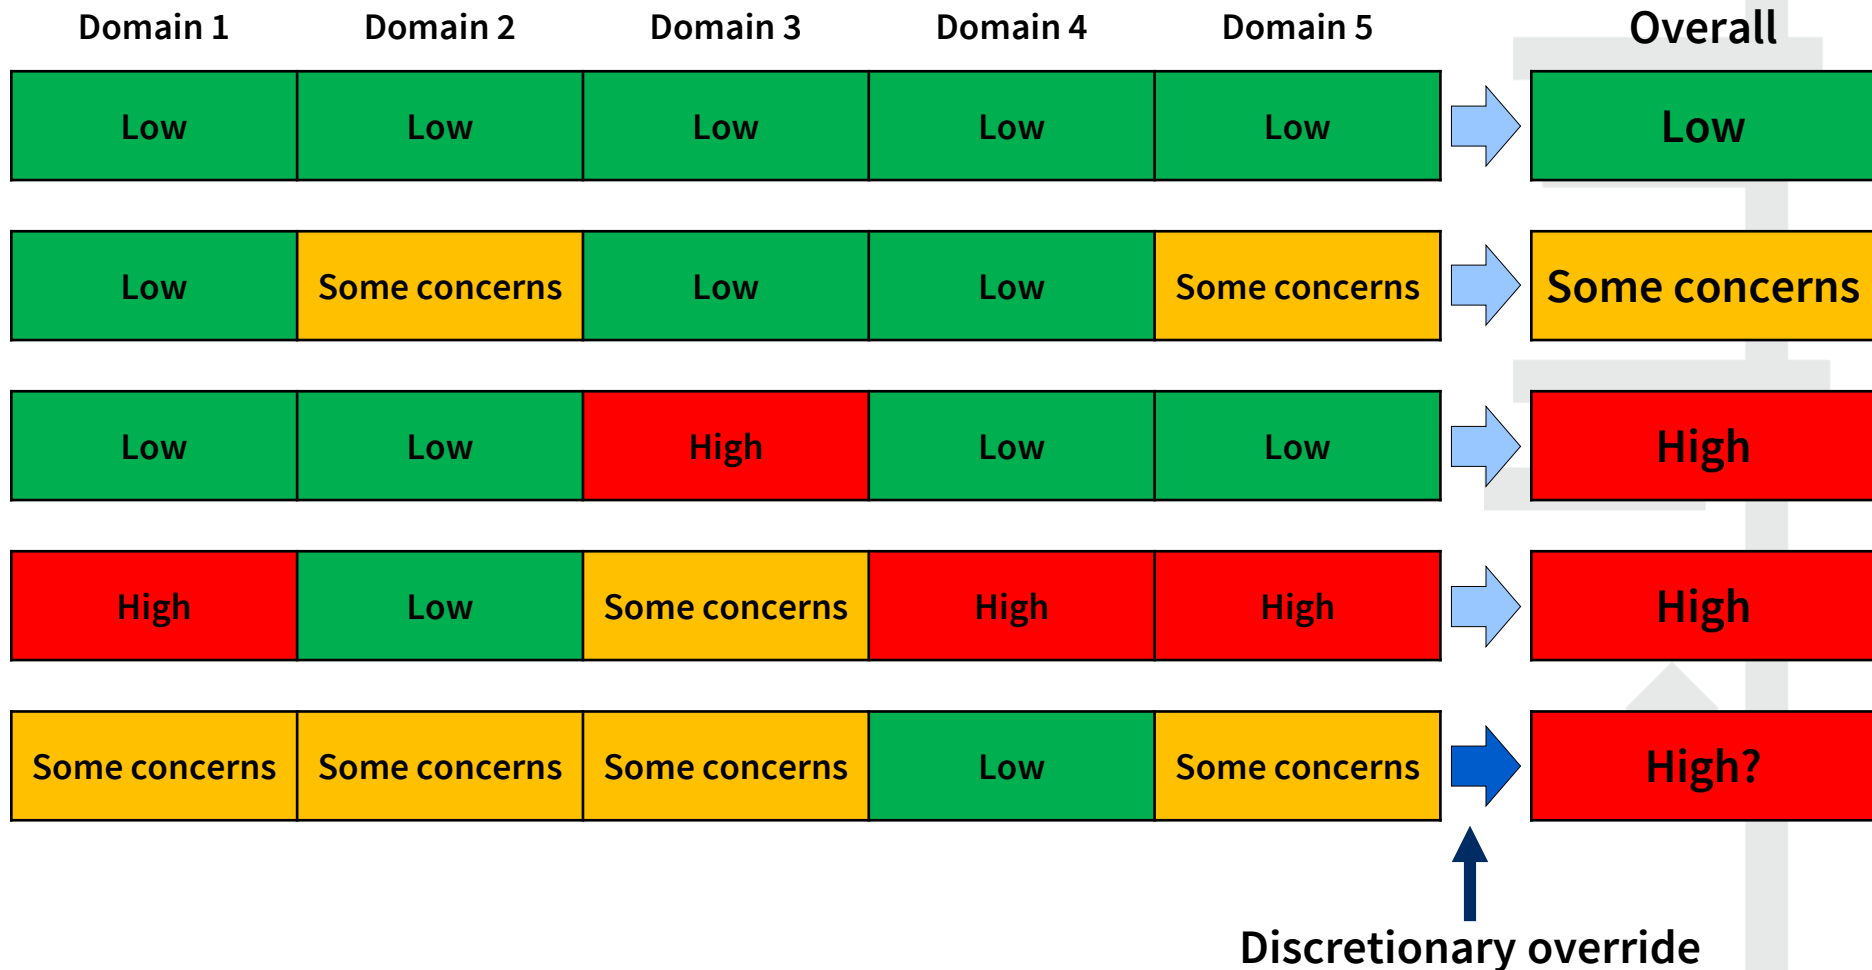 Domain 1 Domain 2 Domain 3 Domain 4 Domain 5 Overall
Low Low Low Low Low Low
Low Some concerns Low Low Some concerns Some concerns
Low Low High Low Low High
High Low Some concerns High High High
Some concerns Some concerns Some concerns Low Some concerns High?
Discretionary override